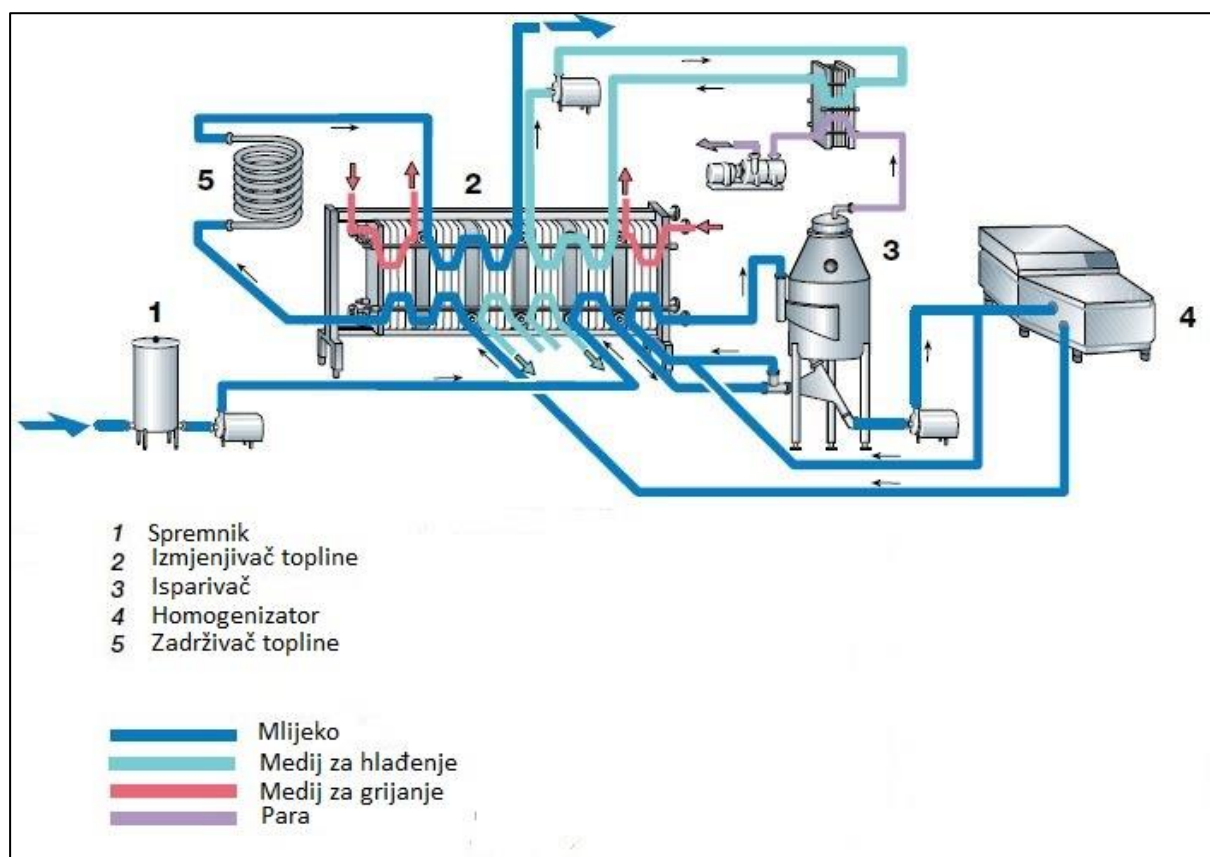 5
2
3
1
4
1 Spremnik
2 Izmjenjivač topline
3 Isparivač
4 Homogenizator
5 Zadrživač topline
Mlijeko
Medij za hlađenje
Medij za grijanje
Para